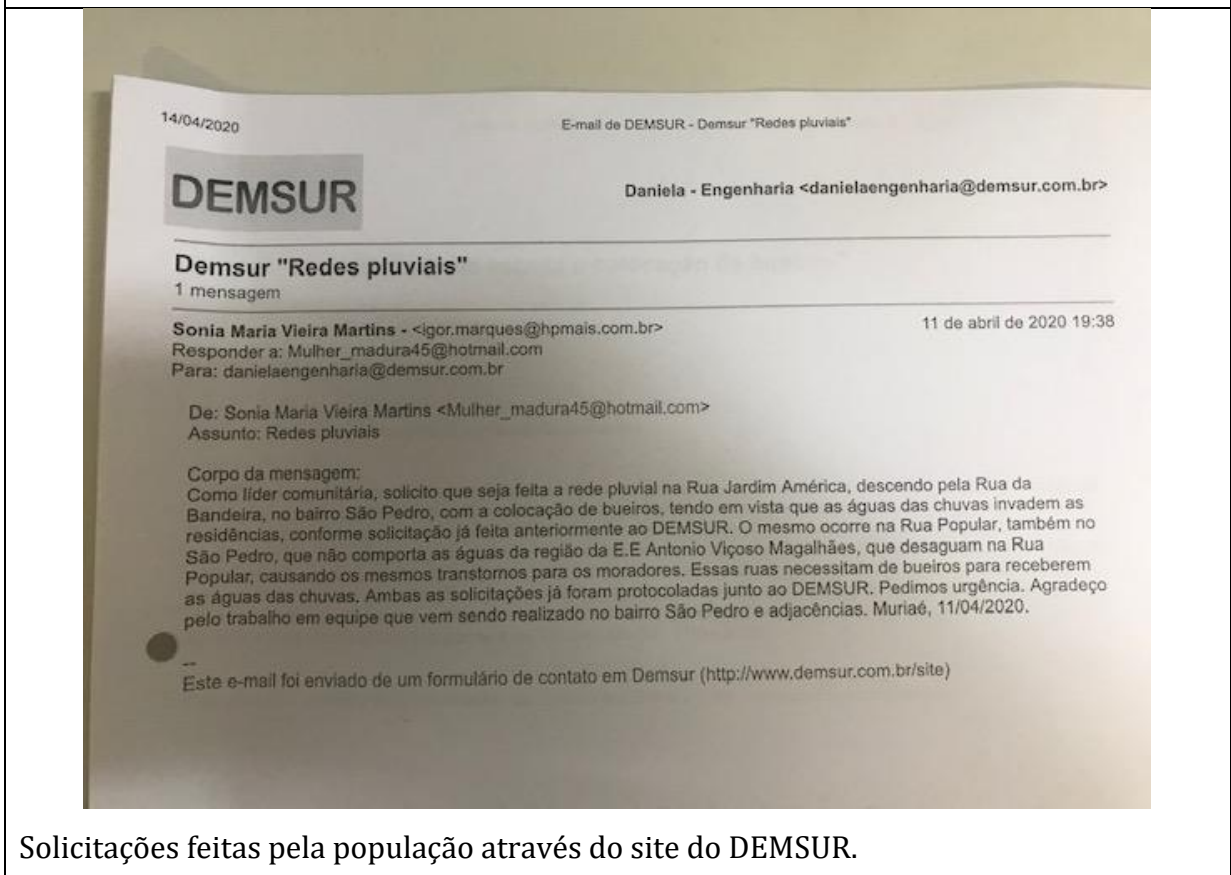 14/04/2020
E-mail de DEMSUR - Demsur "Redes pluviais"
DEMSUR
Daniela - Engenharia <danielaengenharia@demsur.com.br>
Demsur "Redes pluviais"
1 mensagem
Sonia Maria Vieira Martins - <igor.marques@hpmais.com.br>
11 de abril de 2020 19:38
Responder a: Mulher_madura45@hotmail.com
Para: danielaengenharia@demsur.com.br
De: Sonia Maria Vieira Martins <Mulher_madura45@hotmail.com>
Assunto: Redes pluviais
Corpo da mensagem:
Como líder comunitária, solicito que seja feita a rede pluvial na Rua Jardim América, descendo pela Rua da
Bandeira, no bairro São Pedro, com a colocação de bueiros, tendo em vista que as águas das chuvas invadem as
residências, conforme solicitação já feita anteriormente ao DEMSUR. O mesmo ocorre na Rua Popular, também no
São Pedro, que não comporta as águas da região da E.E Antonio Viçoso Magalhães, que desaguam na Rua
Popular, causando os mesmos transtornos para os moradores. Essas ruas necessitam de bueiros para receberem
as águas das chuvas. Ambas as solicitações já foram protocoladas junto ao DEMSUR. Pedimos urgência. Agradeço
pelo trabalho em equipe que vem sendo realizado no bairro São Pedro e adjacências. Muriaé, 11/04/2020.
--
Este e-mail foi enviado de um formulário de contato em Demsur (http://www.demsur.com.br/site)
Solicitações feitas pela população através do site do DEMSUR.